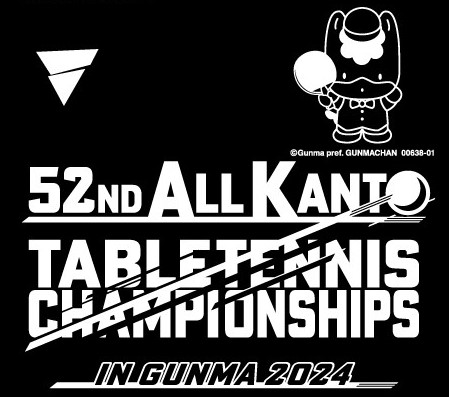 ©Gunma pref. GUNMACHAN 00638-01
52ND ALL KANTO
TABLETENNIS
CHAMPIONSHIPS
IN GUNMA 2024